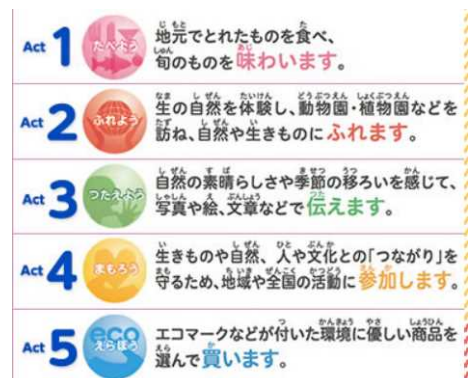 Act 1 たべよう
地元でとれたものを食べ、
旬のものを味わいます。
Act 2 ふれよう
生の自然を体験し、動物園・植物園などを
訪ね、自然や生きものにふれます。
Act 3 つたえよう
自然の素晴らしさや季節の移ろいを感じて、
写真や絵、文章などで伝えます。
Act 4 まもろう
生きものや自然、人や文化との「つながり」を
守るため、地域や全国の活動に参加します。
Act 5 eco えらぼう
エコマークなどが付いた環境に優しい商品を
選んで買います。